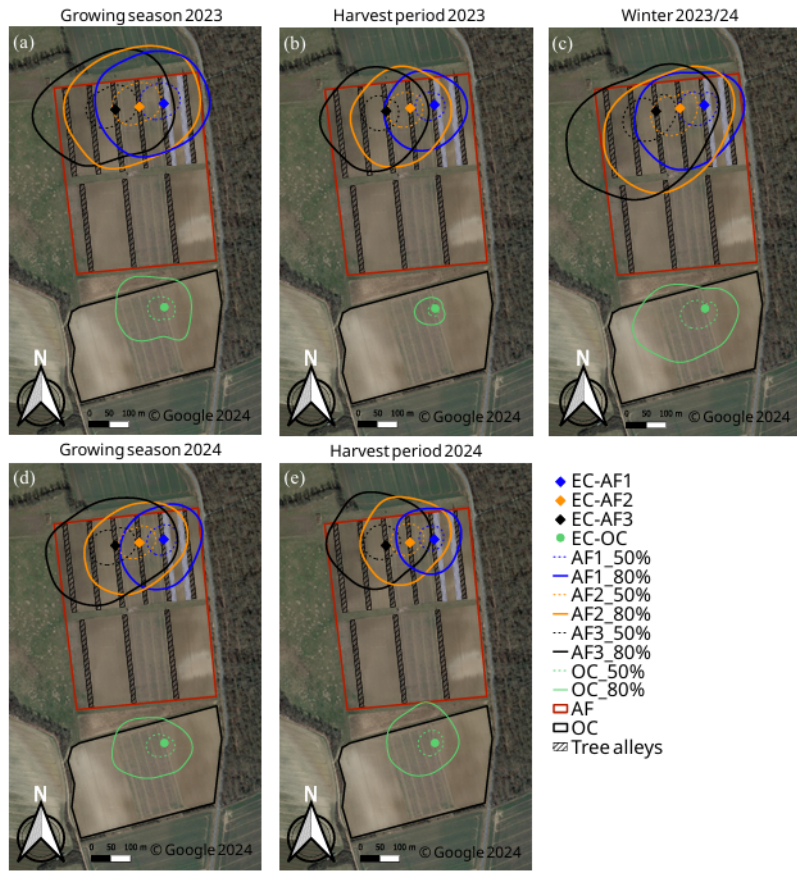 Growing season 2023
Harvest period 2023
Winter 2023/24
(a)
(b)
(c)
N
N
N
0 50 100 m © Google 2024
0 50 100 m © Google 2024
0 50 100 m © Google 2024
Growing season 2024
Harvest period 2024
(d)
(e)
N
N
0 50 100 m © Google 2024
0 50 100 m © Google 2024
EC-AF1
EC-AF2
EC-AF3
EC-OC
AF1_50%
AF1_80%
AF2_50%
AF2_80%
AF3_50%
AF3_80%
OC_50%
OC_80%
AF
OC
Tree alleys